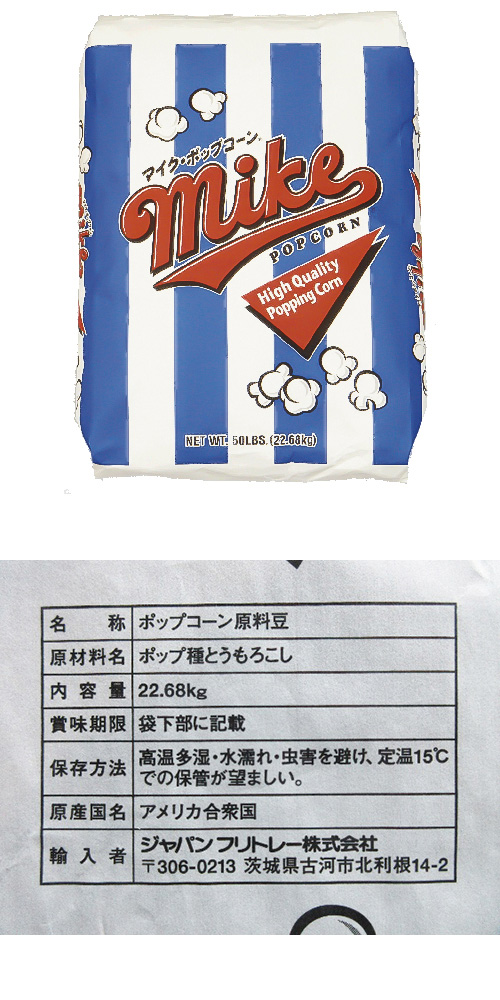 マイク・ポップコーン
mike
POPCORN
High Quality
Popping Corn
NET WT. 50LBS. (22.68kg)
名称 ポップコーン原料豆
原材料名 ポップ種とうもろこし
内容量 22.68kg
賞味期限 袋下部に記載
保存方法 高温多湿・水濡れ・虫害を避け、定温15℃
での保管が望ましい。
原産国名 アメリカ合衆国
輸入者 ジャパンフリトレー株式会社
〒306-0213 茨城県古河市北利根14-2